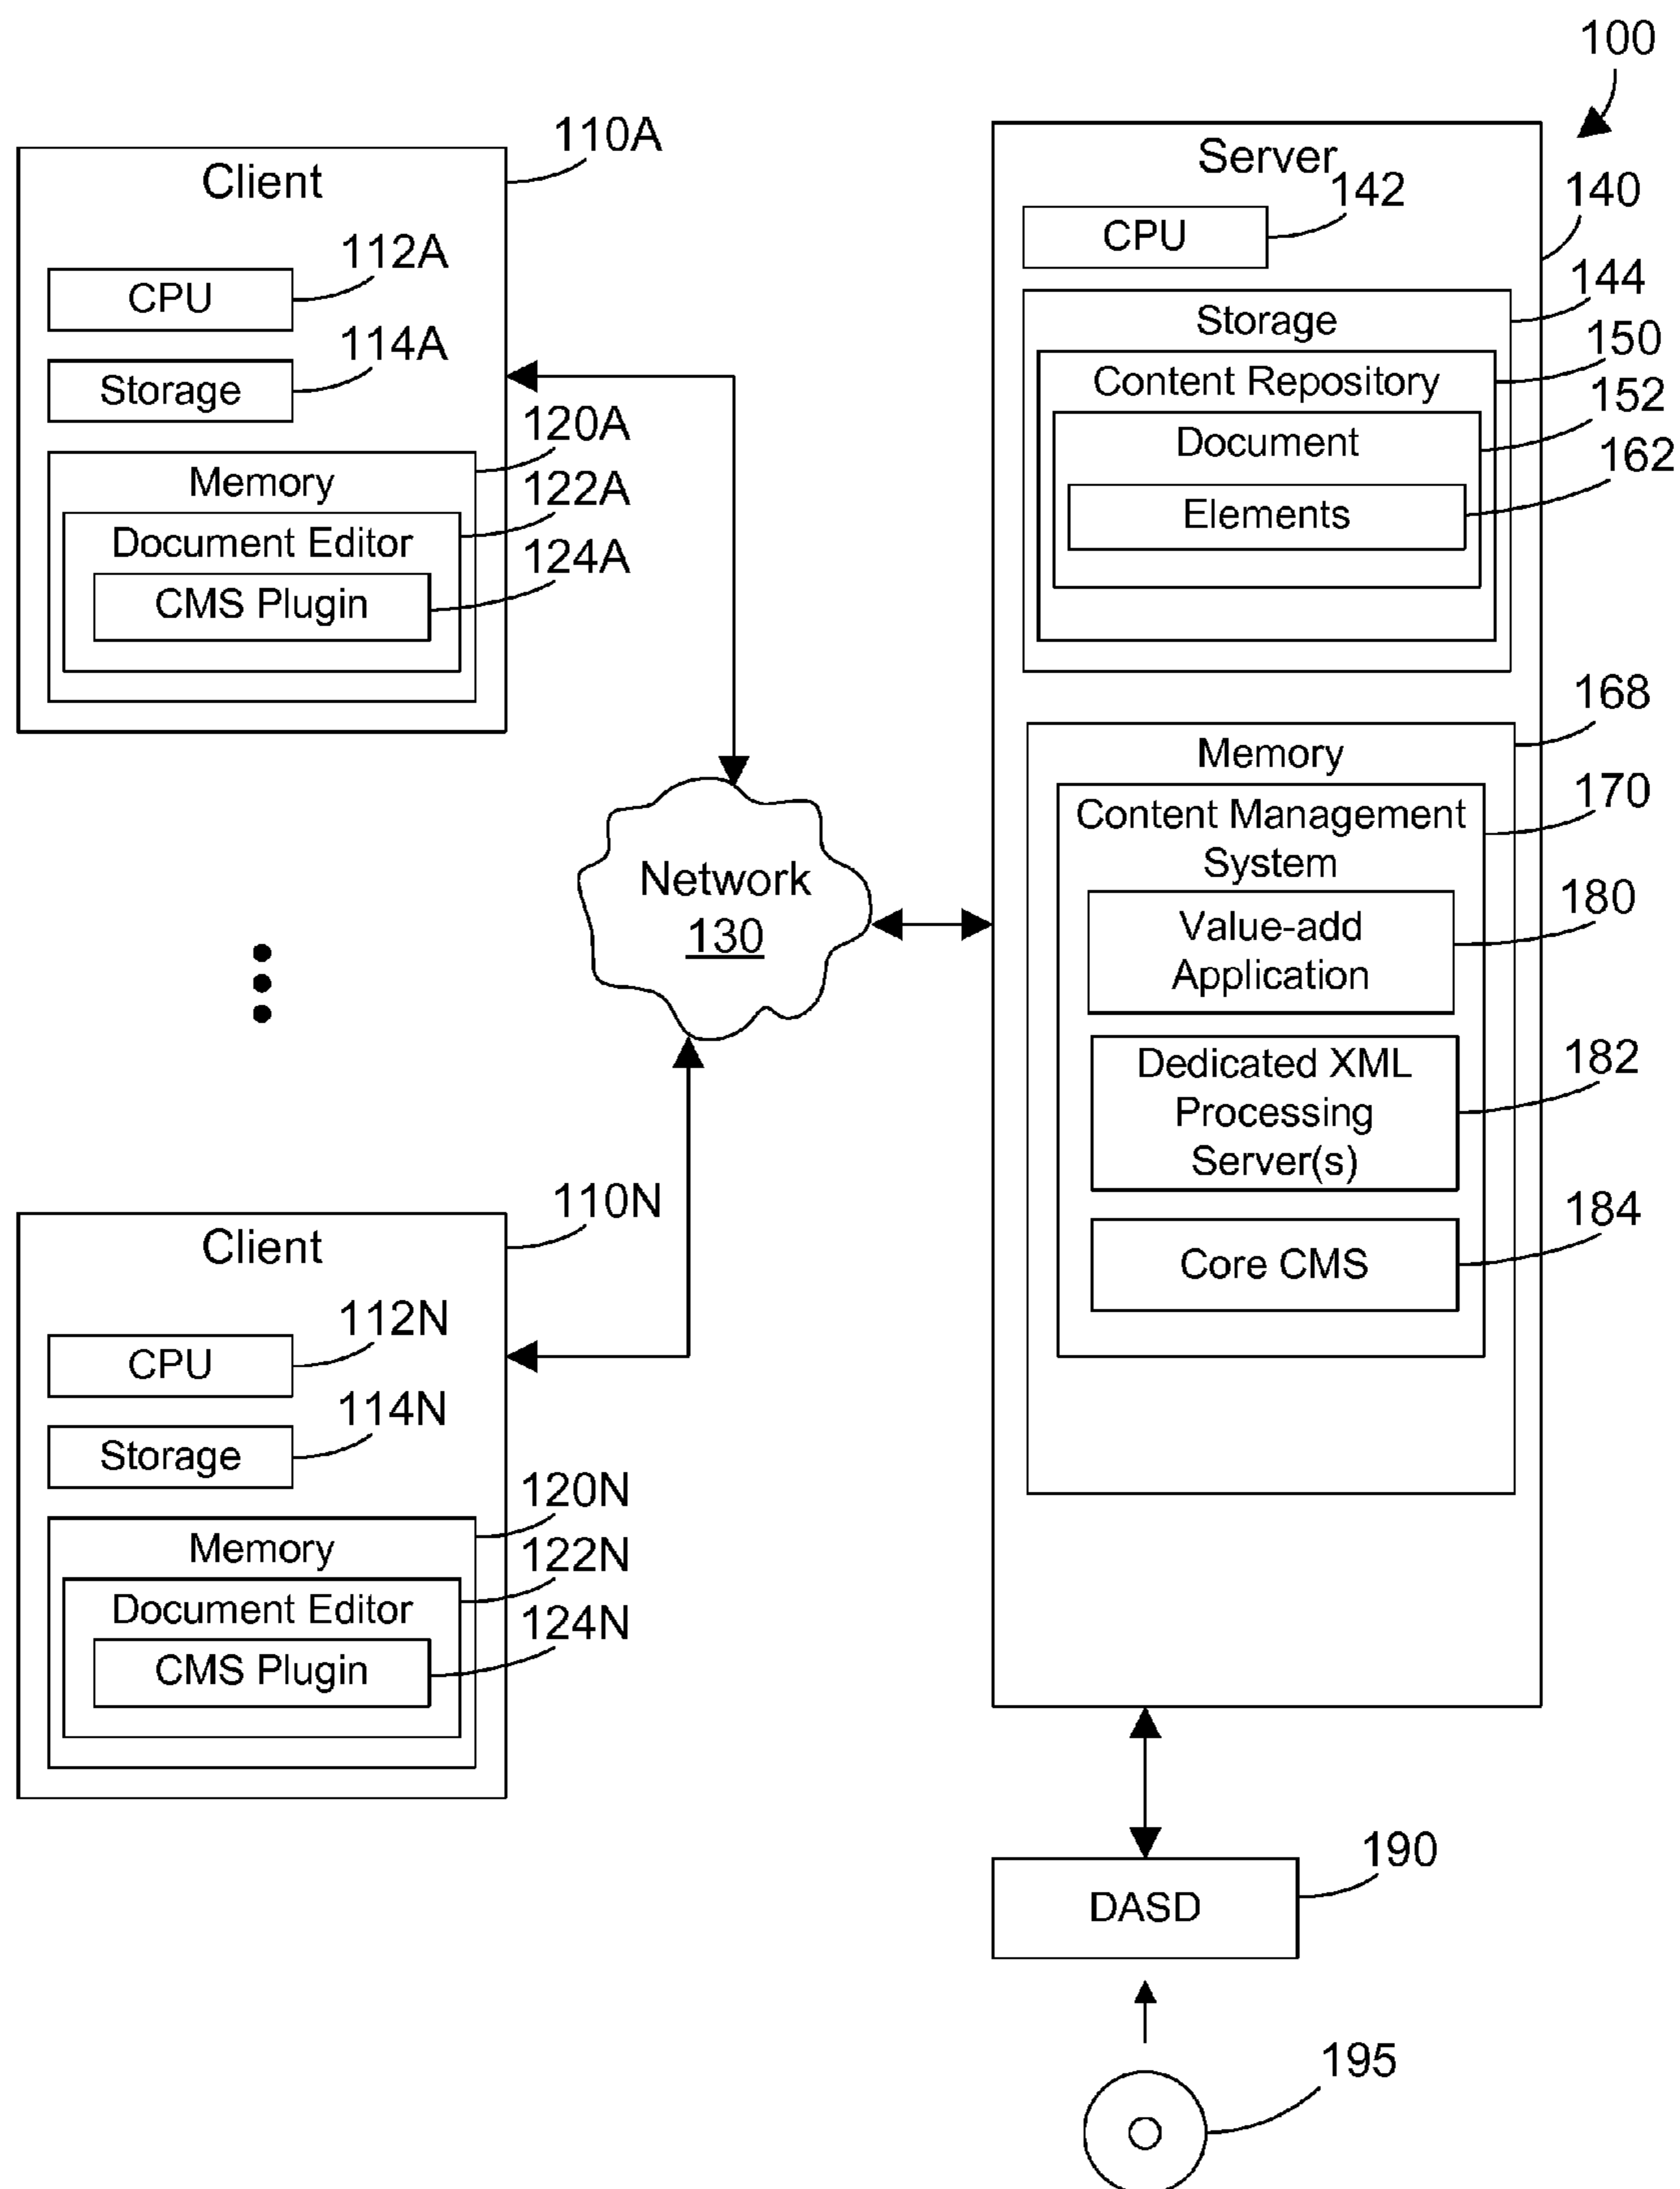 100
110A
Client
112A
CPU
114A
Storage
120A
Memory
122A
Document Editor
124A
CMS Plugin
Network
130
110N
Client
112N
CPU
114N
Storage
120N
Memory
122N
Document Editor
124N
CMS Plugin
Server
140
142
CPU
144
Storage
150
Content Repository
152
Document
162
Elements
168
Memory
170
Content Management
System
180
Value-add
Application
182
Dedicated XML
Processing
Server(s)
184
Core CMS
190
DASD
195